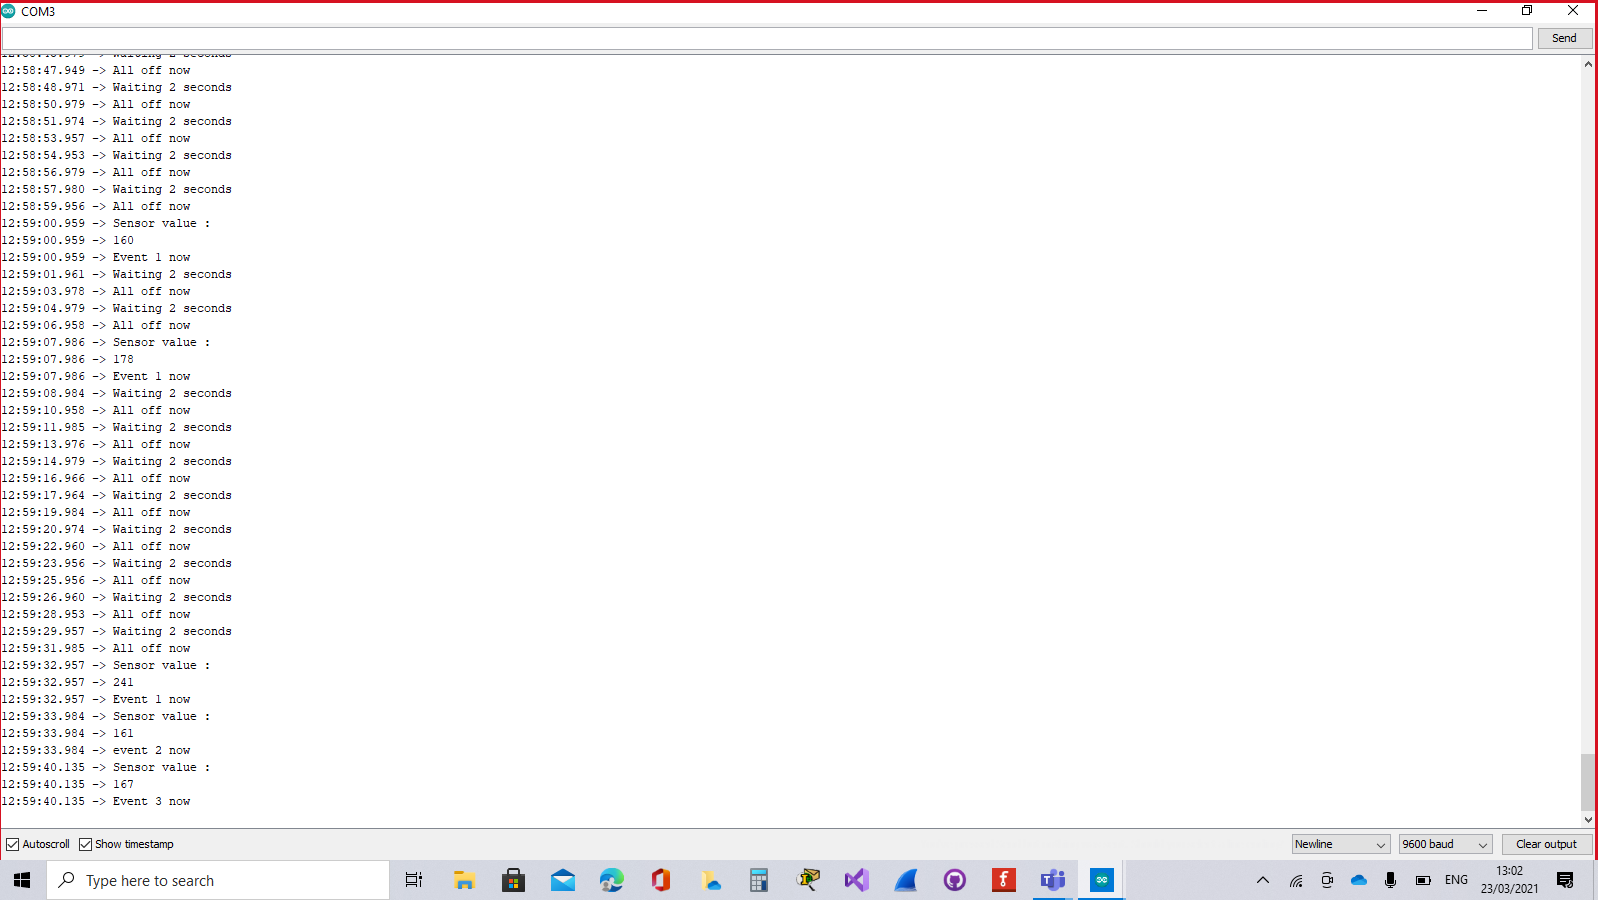 COM3
Send
12:58:47.949 -> All off now
12:58:48.971 -> Waiting 2 seconds
12:58:50.979 -> All off now
12:58:51.974 -> Waiting 2 seconds
12:58:53.957 -> All off now
12:58:54.953 -> Waiting 2 seconds
12:58:56.979 -> All off now
12:58:57.980 -> Waiting 2 seconds
12:58:59.956 -> All off now
12:59:00.959 -> Sensor value :
12:59:00.959 -> 160
12:59:00.959 -> Event 1 now
12:59:01.961 -> Waiting 2 seconds
12:59:03.978 -> All off now
12:59:04.979 -> Waiting 2 seconds
12:59:06.958 -> All off now
12:59:07.986 -> Sensor value :
12:59:07.986 -> 178
12:59:07.986 -> Event 1 now
12:59:08.984 -> Waiting 2 seconds
12:59:10.958 -> All off now
12:59:11.985 -> Waiting 2 seconds
12:59:13.976 -> All off now
12:59:14.979 -> Waiting 2 seconds
12:59:16.966 -> All off now
12:59:17.964 -> Waiting 2 seconds
12:59:19.984 -> All off now
12:59:20.974 -> Waiting 2 seconds
12:59:22.960 -> All off now
12:59:23.956 -> Waiting 2 seconds
12:59:25.956 -> All off now
12:59:26.960 -> Waiting 2 seconds
12:59:28.953 -> All off now
12:59:29.957 -> Waiting 2 seconds
12:59:31.985 -> All off now
12:59:32.957 -> Sensor value :
12:59:32.957 -> 241
12:59:32.957 -> Event 1 now
12:59:33.984 -> Sensor value :
12:59:33.984 -> 161
12:59:33.984 -> event 2 now
12:59:40.135 -> Sensor value :
12:59:40.135 -> 167
12:59:40.135 -> Event 3 now
Autoscroll Show timestamp Newline 9600 baud Clear output
Type here to search ENG 13:02
23/03/2021